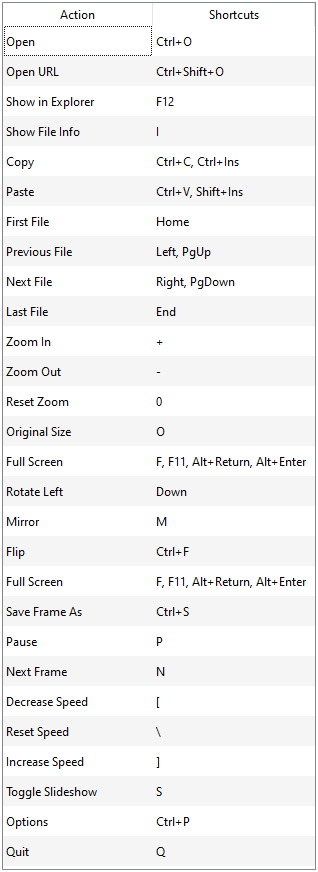 Action Shortcuts
Open Ctrl+O
Open URL Ctrl+Shift+O
Show in Explorer F12
Show File Info I
Copy Ctrl+C, Ctrl+Ins
Paste Ctrl+V, Shift+Ins
First File Home
Previous File Left, PgUp
Next File Right, PgDown
Last File End
Zoom In +
Zoom Out -
Reset Zoom 0
Original Size O
Full Screen F, F11, Alt+Return, Alt+Enter
Rotate Left Down
Mirror M
Flip Ctrl+F
Full Screen F, F11, Alt+Return, Alt+Enter
Save Frame As Ctrl+S
Pause P
Next Frame N
Decrease Speed [
Reset Speed \
Increase Speed ]
Toggle Slideshow S
Options Ctrl+P
Quit Q